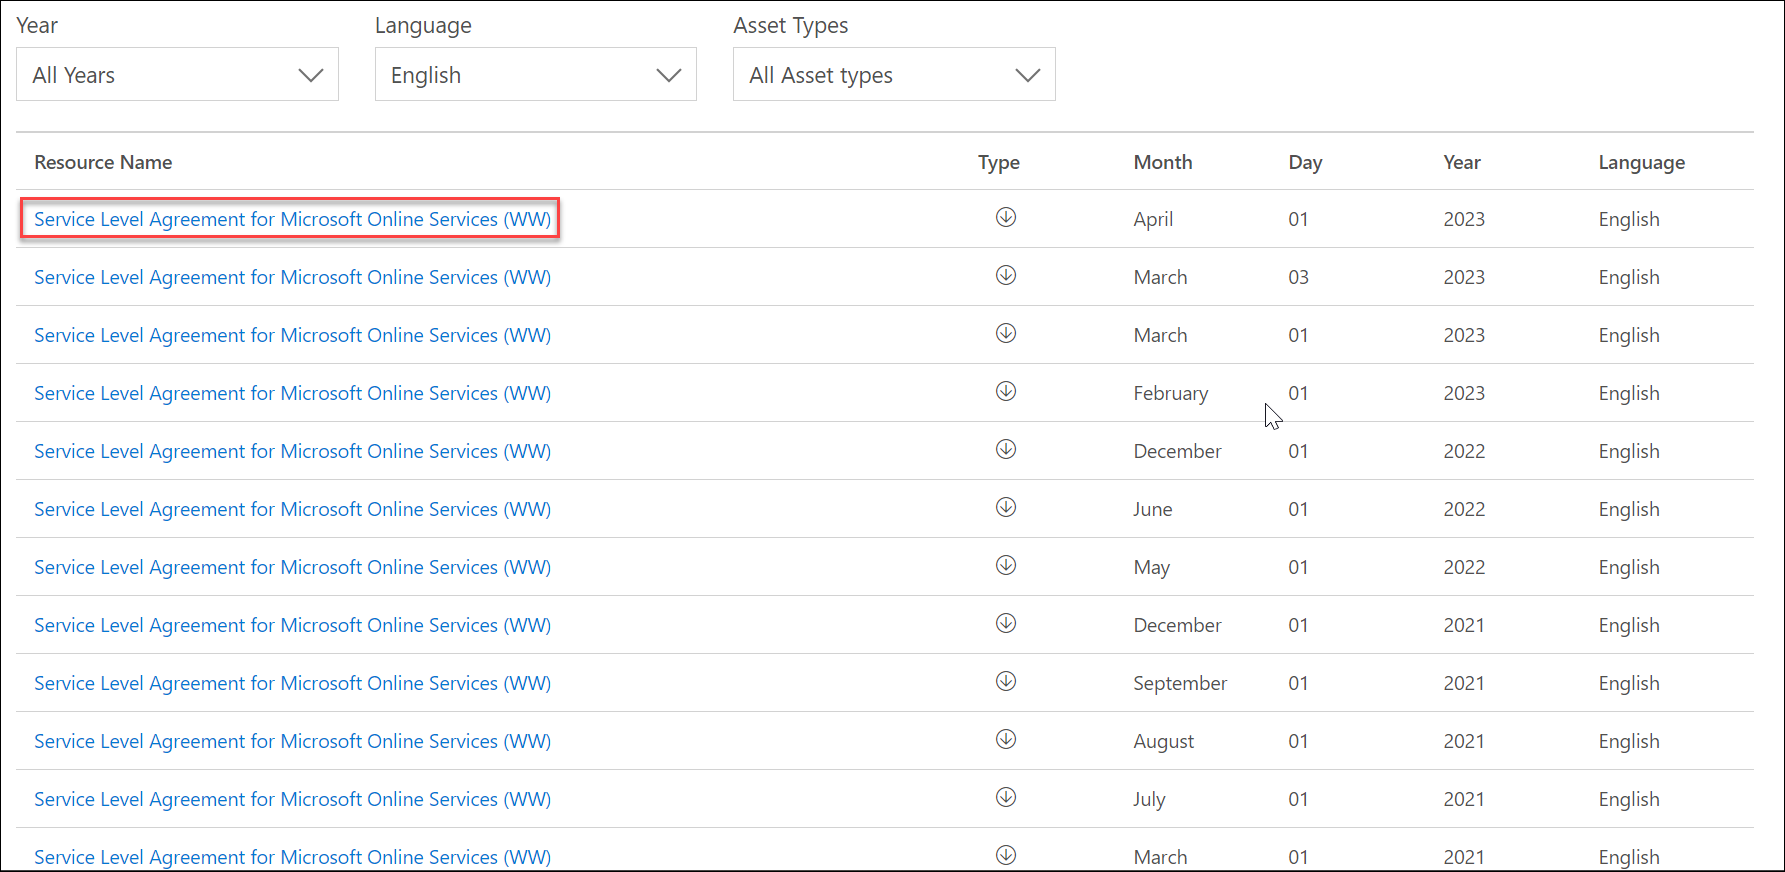 Year Language Asset Types
All Years English All Asset types
Resource Name Type Month Day Year Language
Service Level Agreement for Microsoft Online Services (WW) April 01 2023 English
Service Level Agreement for Microsoft Online Services (WW) March 03 2023 English
Service Level Agreement for Microsoft Online Services (WW) March 01 2023 English
Service Level Agreement for Microsoft Online Services (WW) February 01 2023 English
Service Level Agreement for Microsoft Online Services (WW) December 01 2022 English
Service Level Agreement for Microsoft Online Services (WW) June 01 2022 English
Service Level Agreement for Microsoft Online Services (WW) May 01 2022 English
Service Level Agreement for Microsoft Online Services (WW) December 01 2021 English
Service Level Agreement for Microsoft Online Services (WW) September 01 2021 English
Service Level Agreement for Microsoft Online Services (WW) August 01 2021 English
Service Level Agreement for Microsoft Online Services (WW) July 01 2021 English
Service Level Agreement for Microsoft Online Services (WW) March 01 2021 English